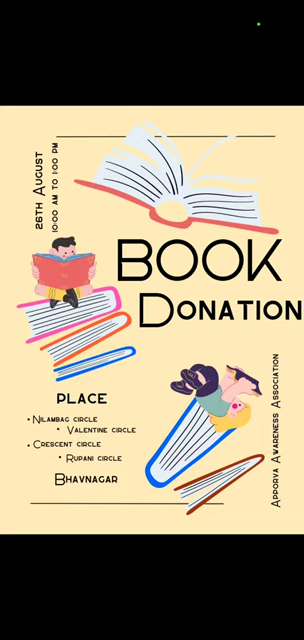 26th August
10:00 am to 1:00 pm
BOOK
Donation
PLACE
• Nilambag circle
• Valentine circle
• Crescent circle
• Rupani circle
Bhavnagar
Apporva Awareness Association